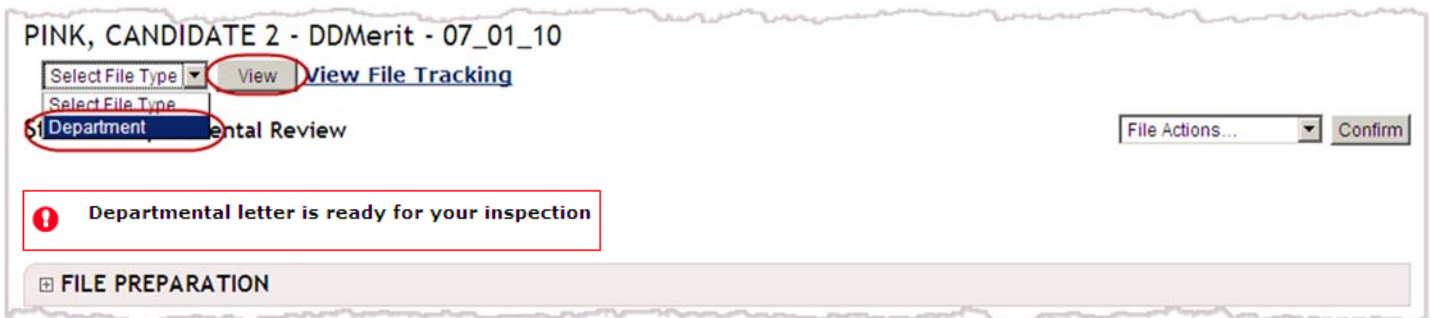 PINK, CANDIDATE 2 - DDMerit - 07_01_10
Select File Type View View File Tracking
Select File Type
Department ental Review File Actions... Confirm
Departmental letter is ready for your inspection
FILE PREPARATION